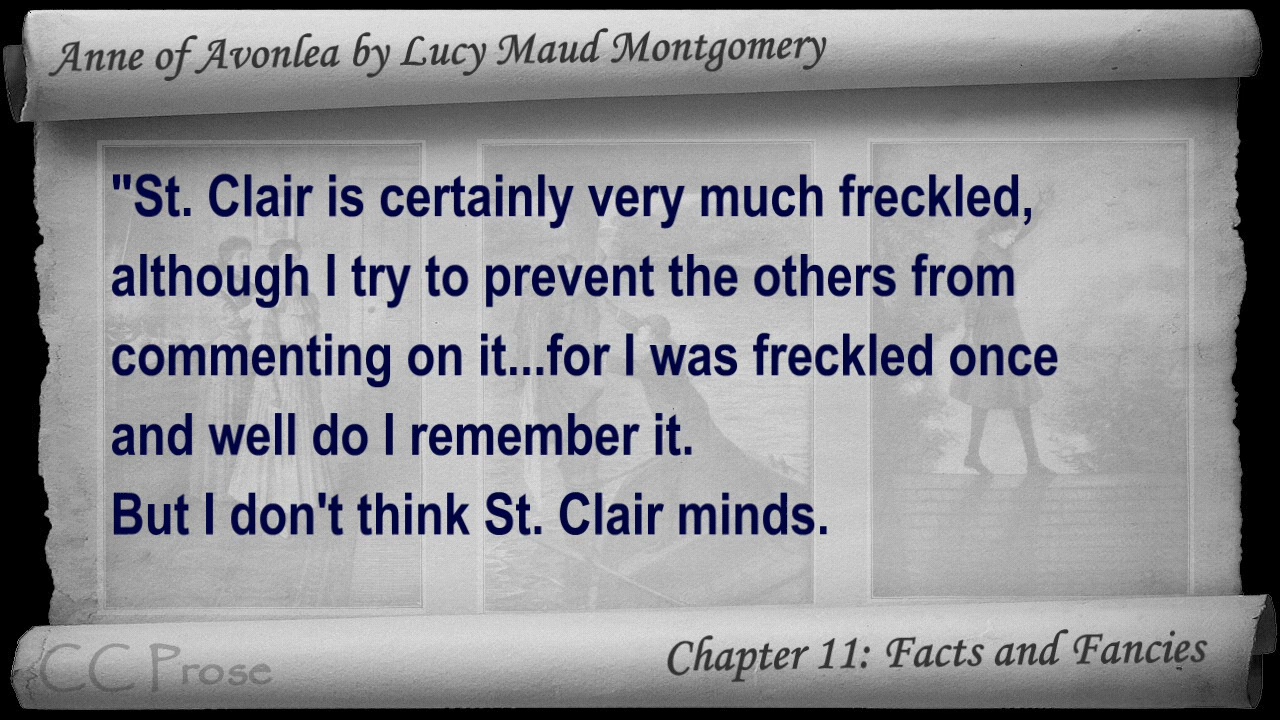 Anne of Avonlea by Lucy Maud Montgomery
"St. Clair is certainly very much freckled,
although I try to prevent the others from
commenting on it...for I was freckled once
and well do I remember it.
But I don't think St. Clair minds.
CC Prose
Chapter 11: Facts and Fancies